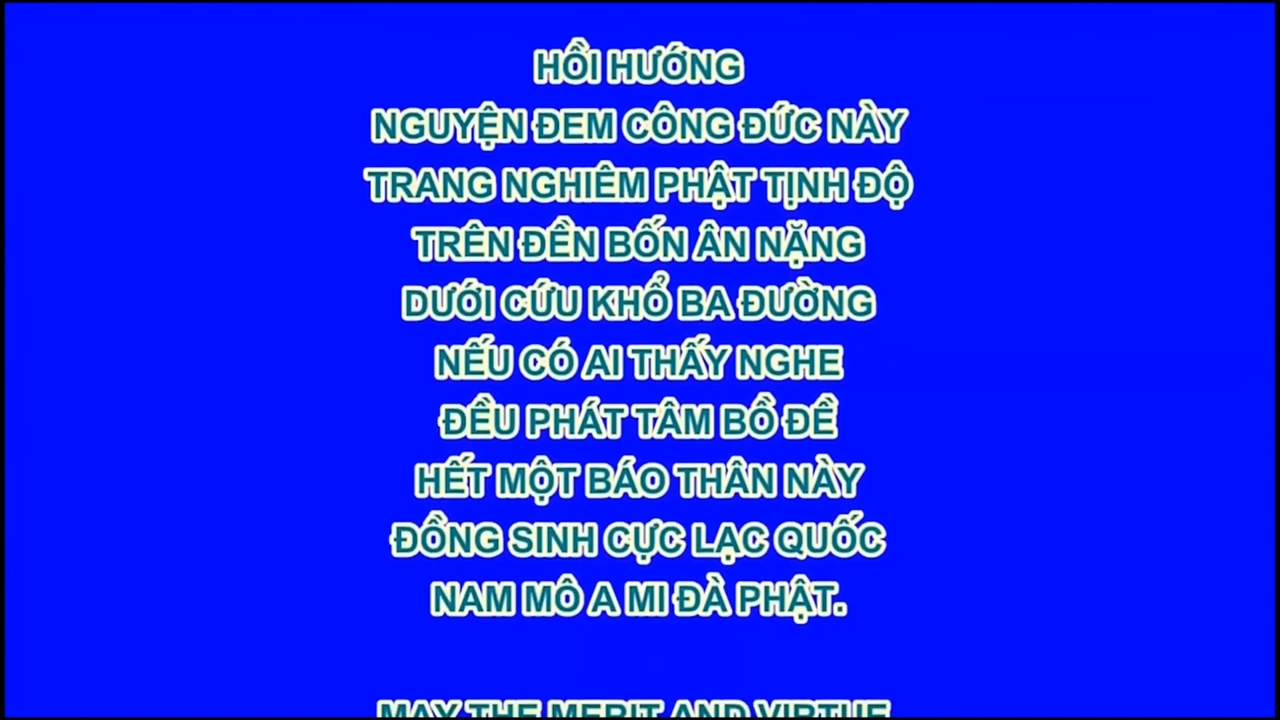 HỒI HƯỚNG
NGUYỆN ĐEM CÔNG ĐỨC NÀY
TRANG NGHIÊM PHẬT TỊNH ĐỘ
TRÊN ĐỀN BỐN ÂN NẶNG
DƯỚI CỨU KHỔ BA ĐƯỜNG
NẾU CÓ AI THẤY NGHE
ĐỀU PHÁT TÂM BỒ ĐỀ
HẾT MỘT BÁO THÂN NÀY
ĐỒNG SINH CỰC LẠC QUỐC
NAM MÔ A MI ĐÀ PHẬT.
MAY THE MERIT AND VIRTUE